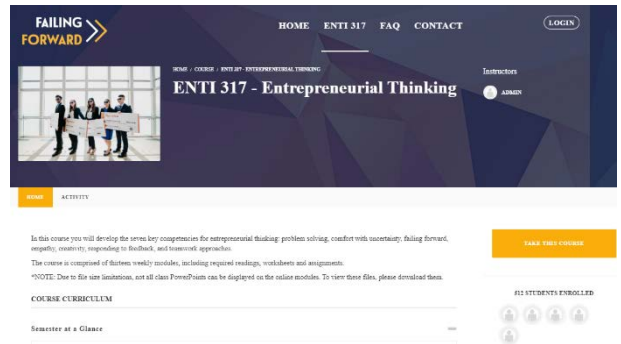 FAILING
FORWARD
HOME ENTI 317 FAQ CONTACT
LOGIN
HOME / COURSE / ENTI 317 - ENTREPRENEURIAL THINKING
ENTI 317 - Entrepreneurial Thinking
Instructors
ADMIN
HOME ACTIVITY
In this course you will develop the seven key competencies for entrepreneurial thinking: problem solving, comfort with uncertainty, failing forward,
empathy, creativity, responding to feedback, and teamwork approaches.
The course is comprised of thirteen weekly modules, including required readings, worksheets and assignments.
*NOTE: Due to file size limitations, not all class PowerPoints can be displayed on the online modules. To view these files, please download them.
TAKE THIS COURSE
COURSE CURRICULUM
512 STUDENTS ENROLLED
Semester at a Glance